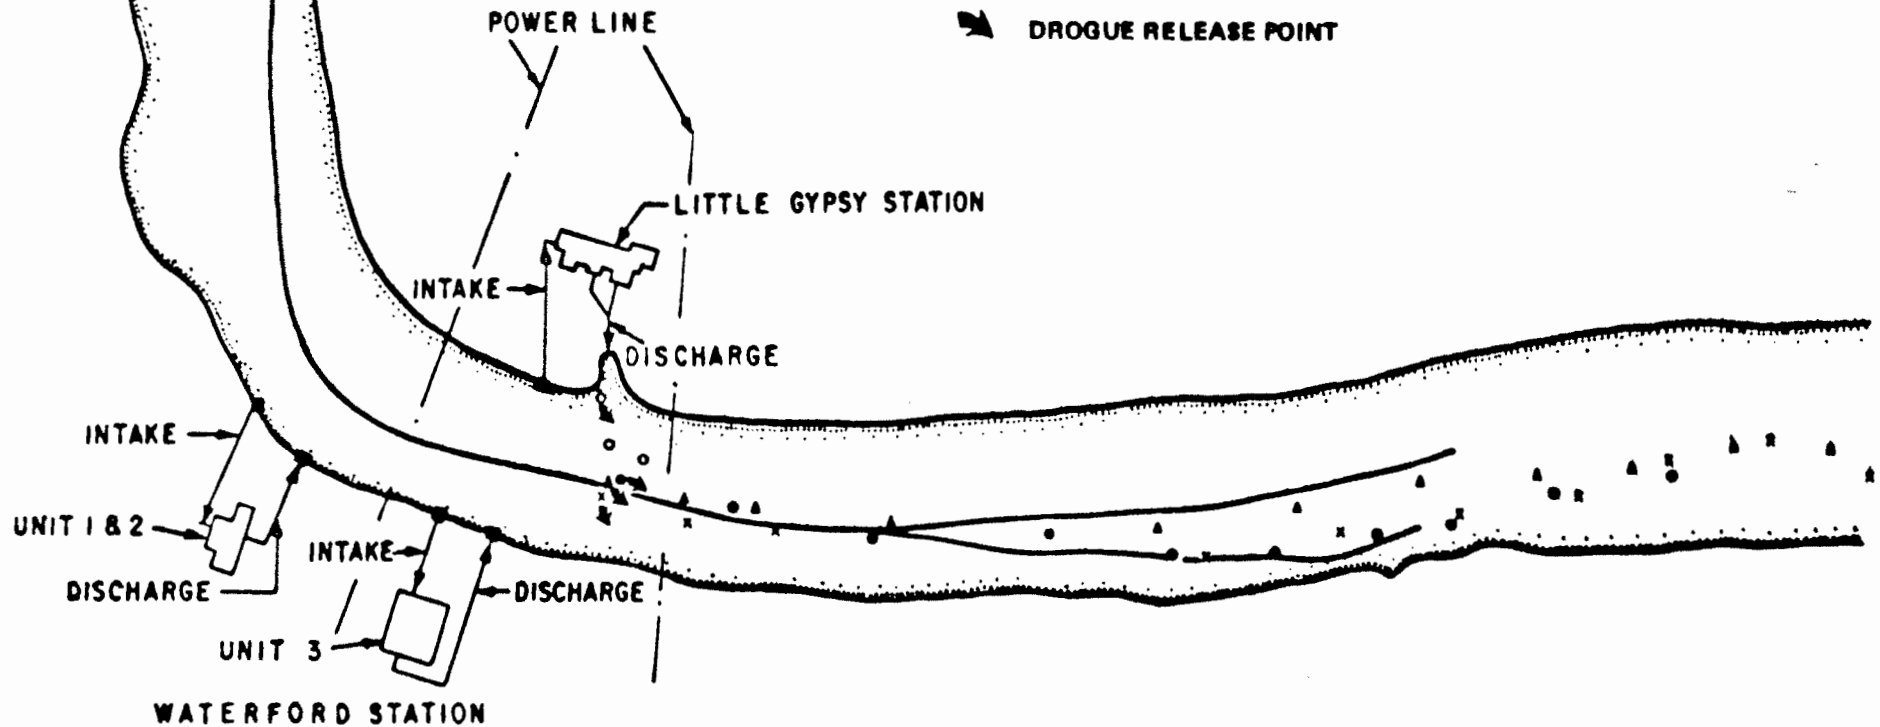 POWER LINE
DROGUE RELEASE POINT
LITTLE GYPSY STATION
INTAKE
DISCHARGE
INTAKE
UNIT 1 & 2
INTAKE
DISCHARGE
DISCHARGE
UNIT 3
WATERFORD STATION